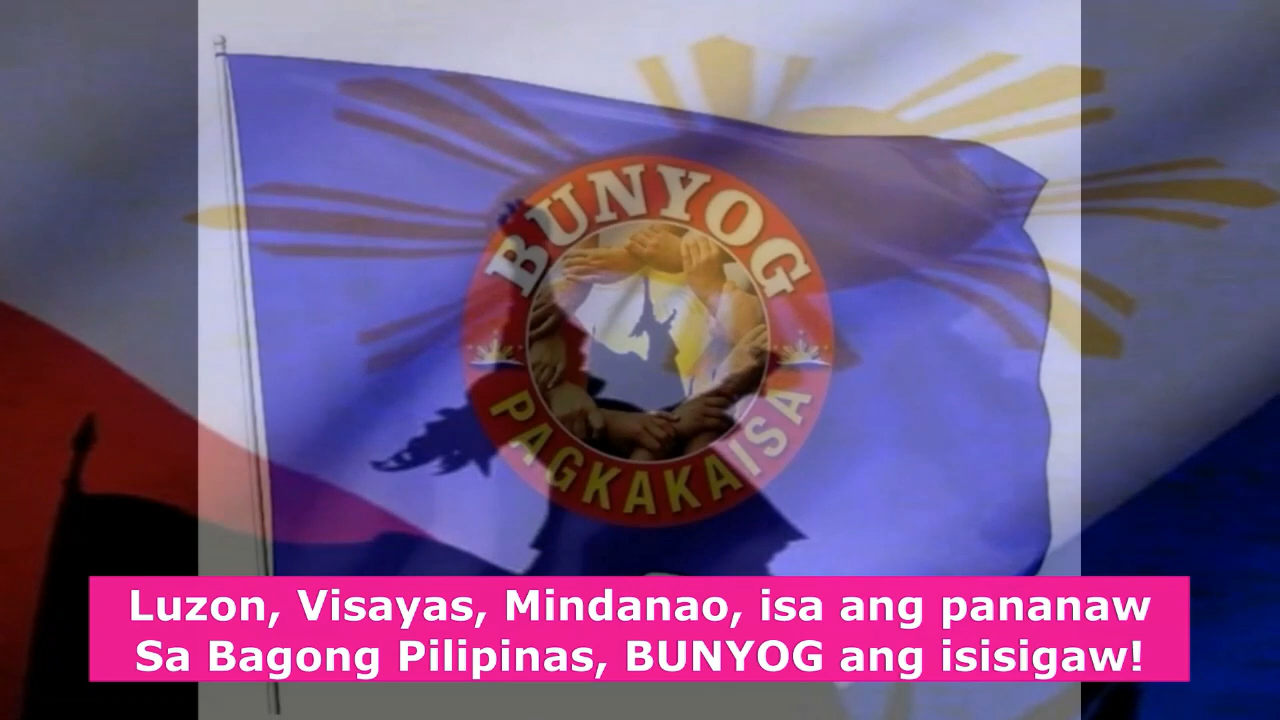 BUNYOG
PAGKAKAISA
Luzon, Visayas, Mindanao, isa ang pananaw
Sa Bagong Pilipinas, BUNYOG ang isisigaw!